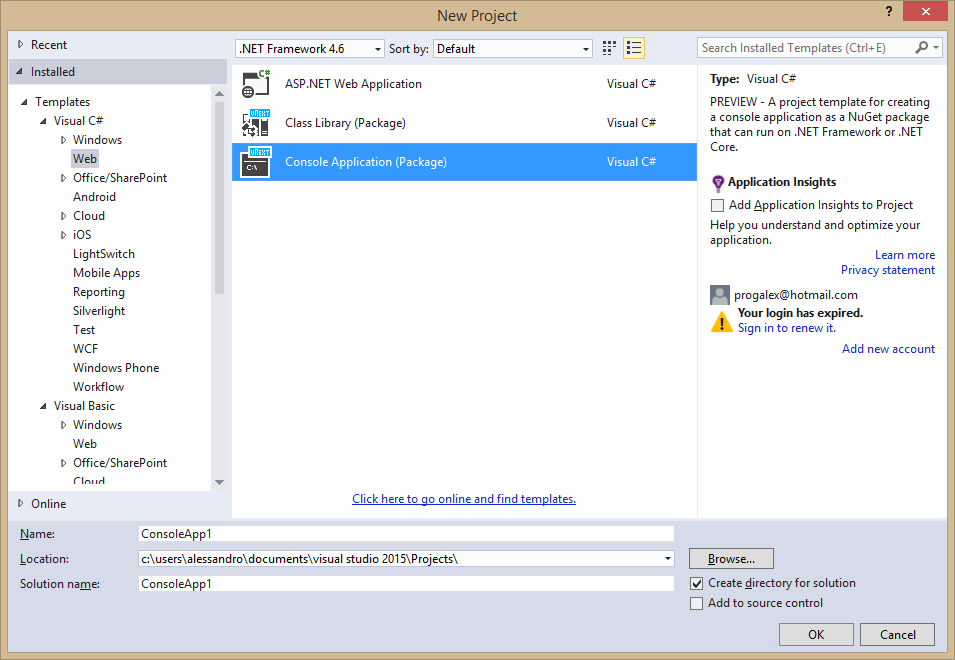 New Project
?
Recent
.NET Framework 4.6
Sort by:
Default
Search Installed Templates (Ctrl+E)
Installed
Templates
Visual C#
Windows
Web
Office/SharePoint
Android
Cloud
iOS
LightSwitch
Mobile Apps
Reporting
Silverlight
Test
WCF
Windows Phone
Workflow
Visual Basic
Windows
Web
Office/SharePoint
Cloud
Online
C#
ASP.NET Web Application
Visual C#
VNEXT
Class Library (Package)
Visual C#
VNEXT
C:\
Console Application (Package)
Visual C#
Click here to go online and find templates.
Type: Visual C#
PREVIEW - A project template for creating
a console application as a NuGet package
that can run on .NET Framework or .NET
Core.
Application Insights
Add Application Insights to Project
Help you understand and optimize your
application.
Learn more
Privacy statement
progalex@hotmail.com
Your login has expired.
Sign in to renew it.
Add new account
Name:
ConsoleApp1
Location:
c:\users\alessandro\documents\visual studio 2015\Projects\
Browse...
Solution name:
ConsoleApp1
Create directory for solution
Add to source control
OK
Cancel